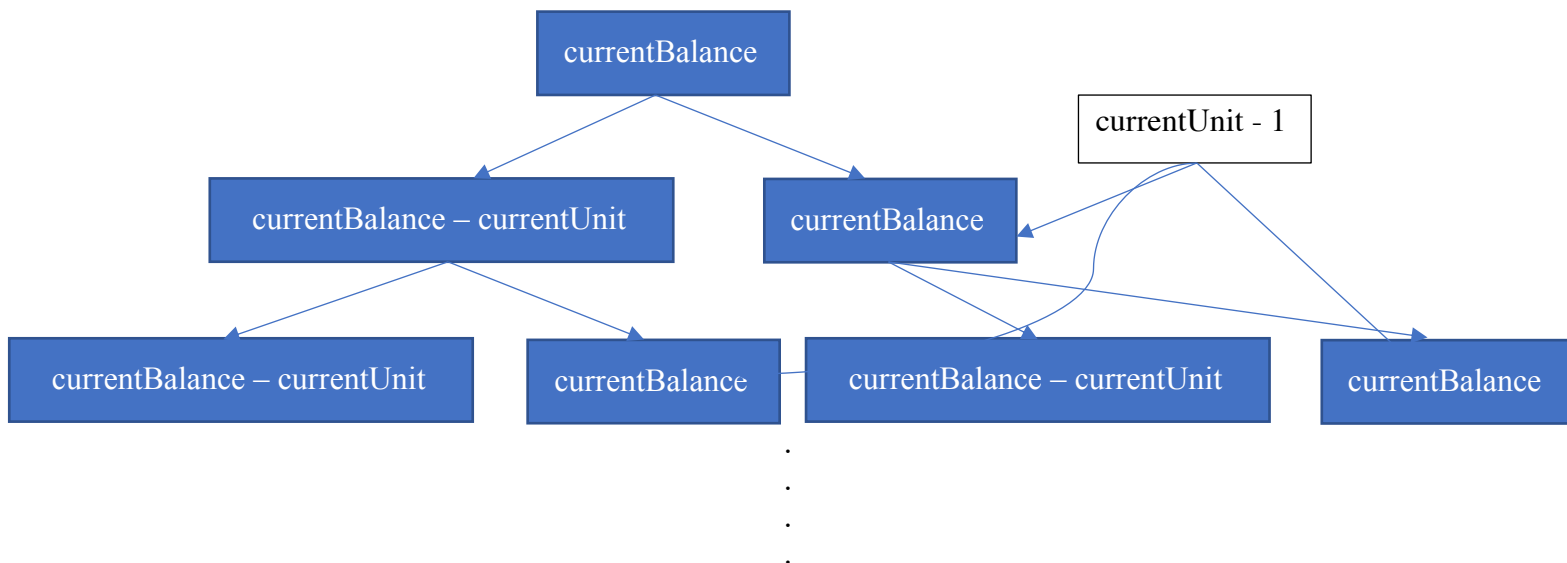 currentBalance
currentUnit - 1
currentBalance – currentUnit
currentBalance
currentBalance – currentUnit
currentBalance
currentBalance – currentUnit
currentBalance
.
.
.
.